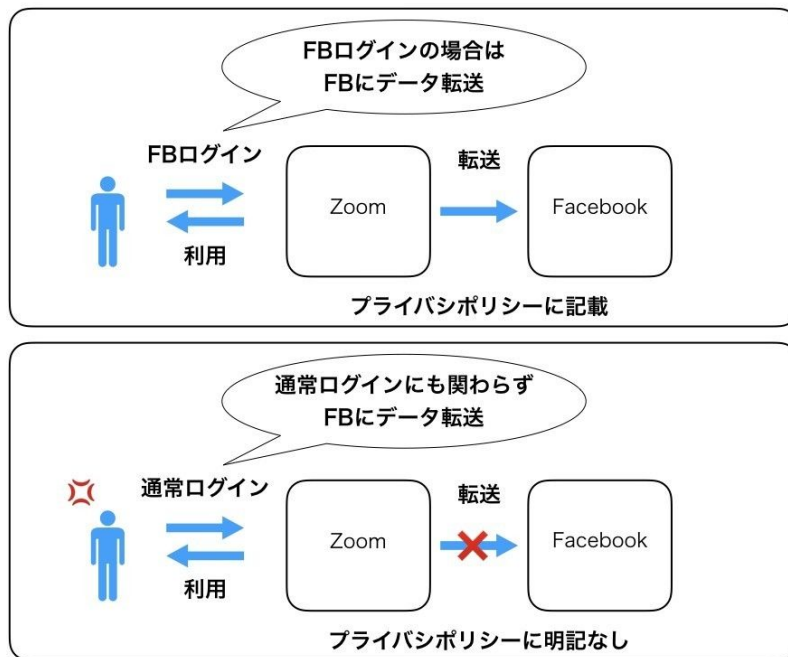 FBログインの場合は
FBにデータ転送
FBログイン
転送
Zoom
Facebook
利用
プライバシポリシーに記載
通常ログインにも関わらず
FBにデータ転送
通常ログイン
転送
Zoom
Facebook
利用
プライバシポリシーに明記なし